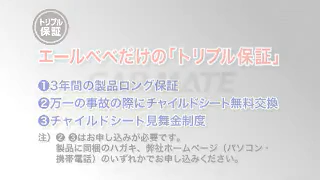 トリプル
保証
エールベベだけの「トリプル保証」
❶3年間の製品ロング保証
❷万一の事故の際にチャイルドシート無料交換
❸チャイルドシート見舞金制度
注）❷、❸はお申し込みが必要です。
製品に同梱のハガキ、弊社ホームページ（パソコン・
携帯電話）のいずれかでお申し込みください。